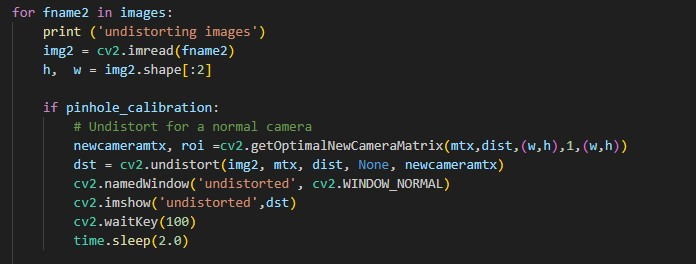 for fname2 in images:
print ('undistorting images')
img2 = cv2.imread(fname2)
h,  w = img2.shape[:2]
if pinhole_calibration:
# Undistort for a normal camera
newcameramtx, roi =cv2.getOptimalNewCameraMatrix(mtx,dist,(w,h),1,(w,h))
dst = cv2.undistort(img2, mtx, dist, None, newcameramtx)
cv2.namedWindow('undistorted', cv2.WINDOW_NORMAL)
cv2.imshow('undistorted',dst)
cv2.waitKey(100)
time.sleep(2.0)